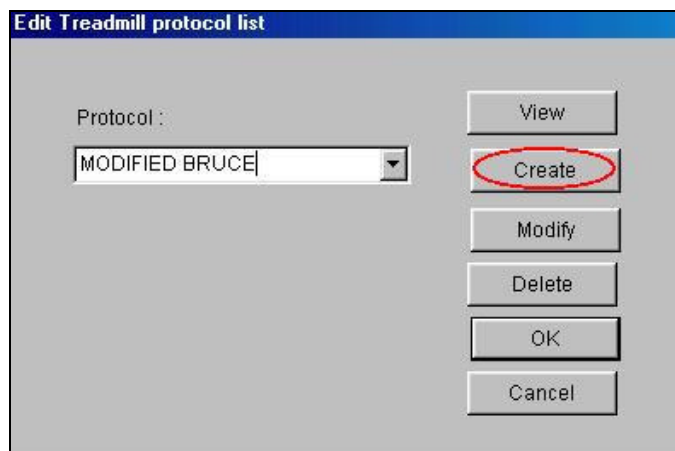 Edit Treadmill protocol list
Protocol :
MODIFIED BRUCE
View
Create
Modify
Delete
OK
Cancel